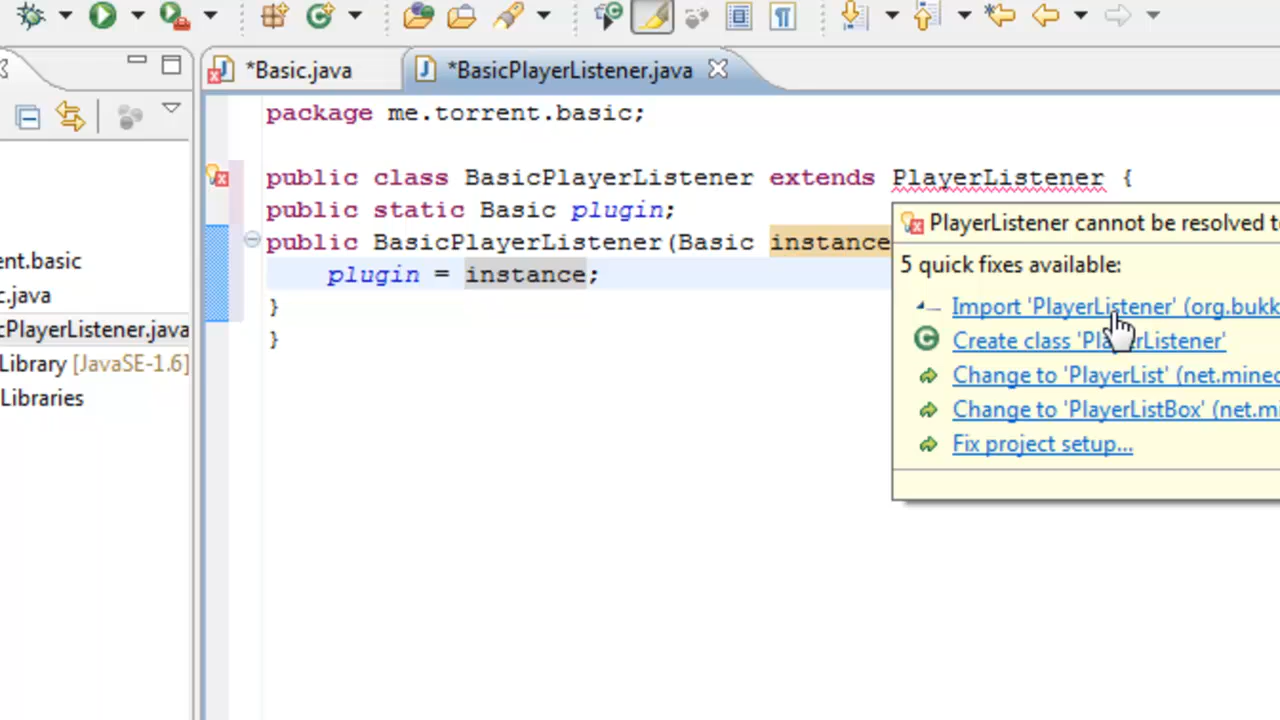 *Basic.java
*BasicPlayerListener.java
package me.torrent.basic;
public class BasicPlayerListener extends PlayerListener {
public static Basic plugin;
public BasicPlayerListener(Basic instance
plugin = instance;
}
}
PlayerListener cannot be resolved to
5 quick fixes available:
Import 'PlayerListener' (org.bukk
Create class 'PlayerListener'
Change to 'PlayerList' (net.minec
Change to 'PlayerListBox' (net.mi
Fix project setup...
ent.basic
c.java
cPlayerListener.java
Library [JavaSE-1.6]
Libraries